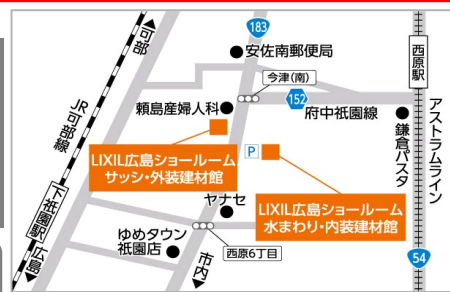 可部
183
安佐南郵便局
西原駅
今津(南)
JR可部線
頼島産婦人科
152
府中祇園線
アストラムライン
鎌倉パスタ
LIXIL広島ショールーム
サッシ・外装建材館
P
ヤナセ
LIXIL広島ショールーム
水まわり・内装建材館
下祇園駅
ゆめタウン
祇園店
西原6丁目
広島
市内
54